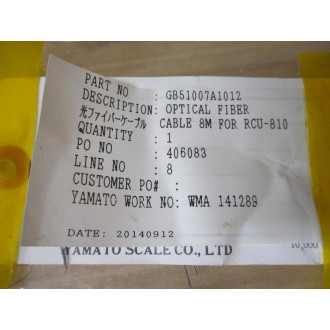 PART NO : GB51007A1012
DESCRIPTION: OPTICAL FIBER
光ファイバーケーブル CABLE 8M FOR RCU-810
QUANTITY : 1
PO NO : 406083
LINE NO : 8
CUSTOMER PO# :
YAMATO WORK NO: WMA 141289
DATE: 20140912
YAMATO SCALE CO., LTD
10,000